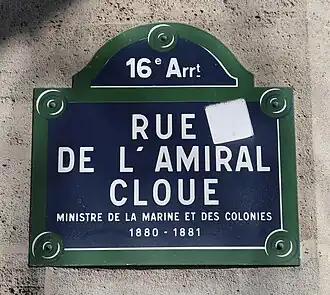 16e Arrt
RUE
DE L'AMIRAL
CLOUE
MINISTRE DE LA MARINE ET DES COLONIES
1880 - 1881